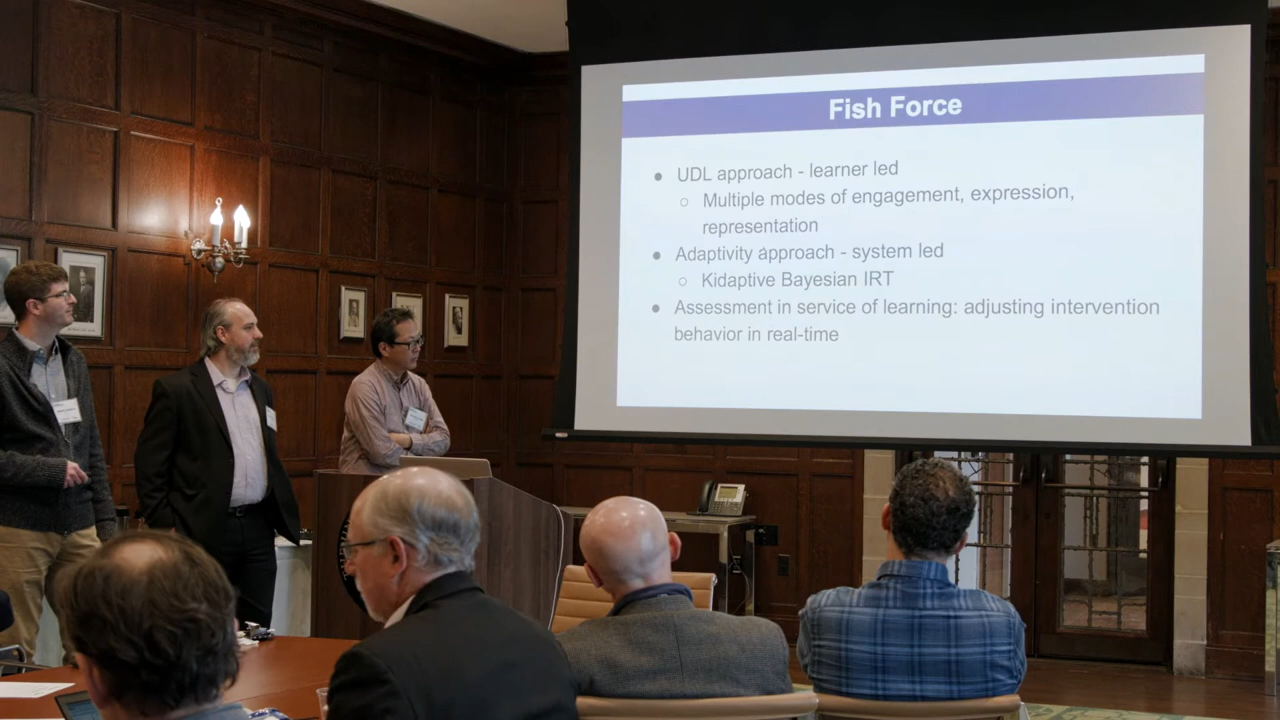 Fish Force
● UDL approach - learner led
○ Multiple modes of engagement, expression,
representation
● Adaptivity approach - system led
○ Kidaptive Bayesian IRT
● Assessment in service of learning: adjusting intervention
behavior in real-time